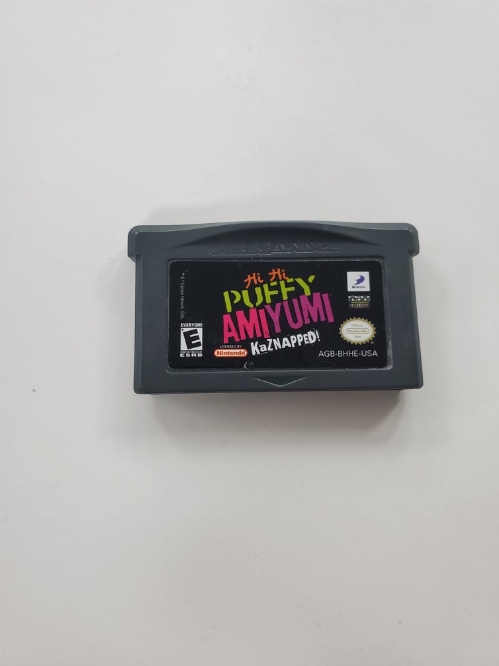 Hi Hi
PUFFY
AMIYUMI
KaZNAPPED!
EVERYONE
E
ESRB
LICENSED BY
Nintendo
AGB-BHHE-USA